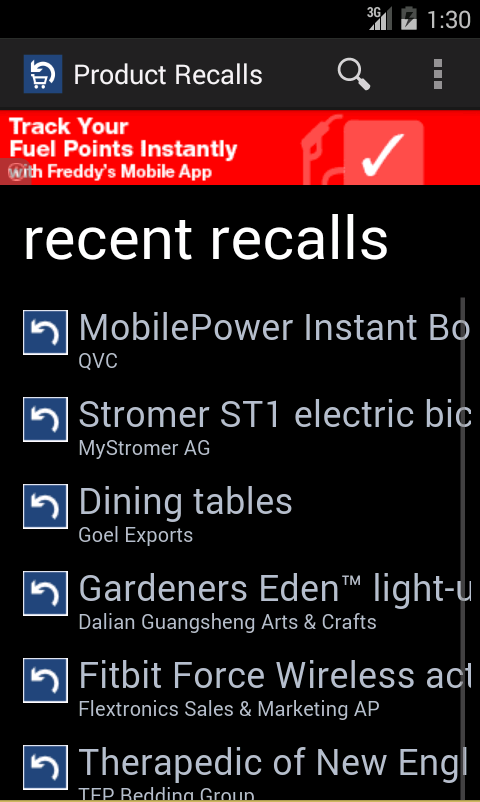 3G
1:30
Product Recalls
Track Your
Fuel Points Instantly
with Freddy's Mobile App
recent recalls
MobilePower Instant Bo
QVC
Stromer ST1 electric bic
MyStromer AG
Dining tables
Goel Exports
Gardeners Eden™ light-u
Dalian Guangsheng Arts & Crafts
Fitbit Force Wireless act
Flextronics Sales & Marketing AP
Therapedic of New Engl
TEP Bedding Group